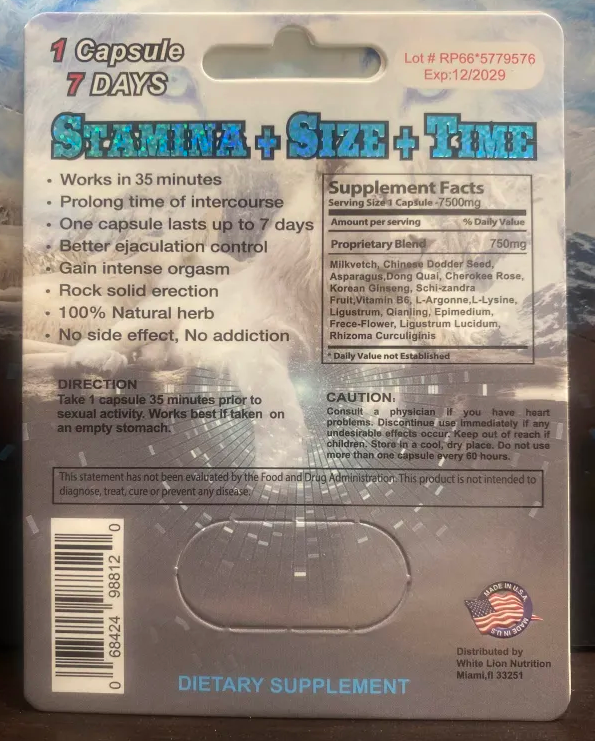 1 Capsule
7 DAYS
Lot # RP66*5779576
Exp:12/2029
STAMINA + SIZE + TIME
• Works in 35 minutes
• Prolong time of intercourse
• One capsule lasts up to 7 days
• Better ejaculation control
• Gain intense orgasm
• Rock solid erection
• 100% Natural herb
• No side effect, No addiction
Supplement Facts
Serving Size 1 Capsule -7500mg
Amount per serving % Daily Value
Proprietary Blend 750mg
Milkvetch, Chinese Dodder Seed,
Asparagus,Dong Quai, Cherokee Rose,
Korean Ginseng, Schi-zandra
Fruit,Vitamin B6, L-Argonne,L-Lysine,
Ligustrum, Qianling, Epimedium,
Frece-Flower, Ligustrum Lucidum,
Rhizoma Curculiginis
* Daily Value not Established
DIRECTION
Take 1 capsule 35 minutes prior to
sexual activity. Works best if taken on
an empty stomach.
CAUTION:
Consult a physician if you have heart
problems. Discontinue use immediately if any
undesirable effects occur. Keep out of reach if
children. Store in a cool, dry place. Do not use
more than one capsule every 60 hours.
This statement has not been evaluated by the Food and Drug Administration. This product is not intended to
diagnose, treat, cure or prevent any disease.
0 68424 98812 0
MADE IN U.S.A
MADE IN U.S
Distributed by
White Lion Nutrition
Miami,fl 33251
DIETARY SUPPLEMENT